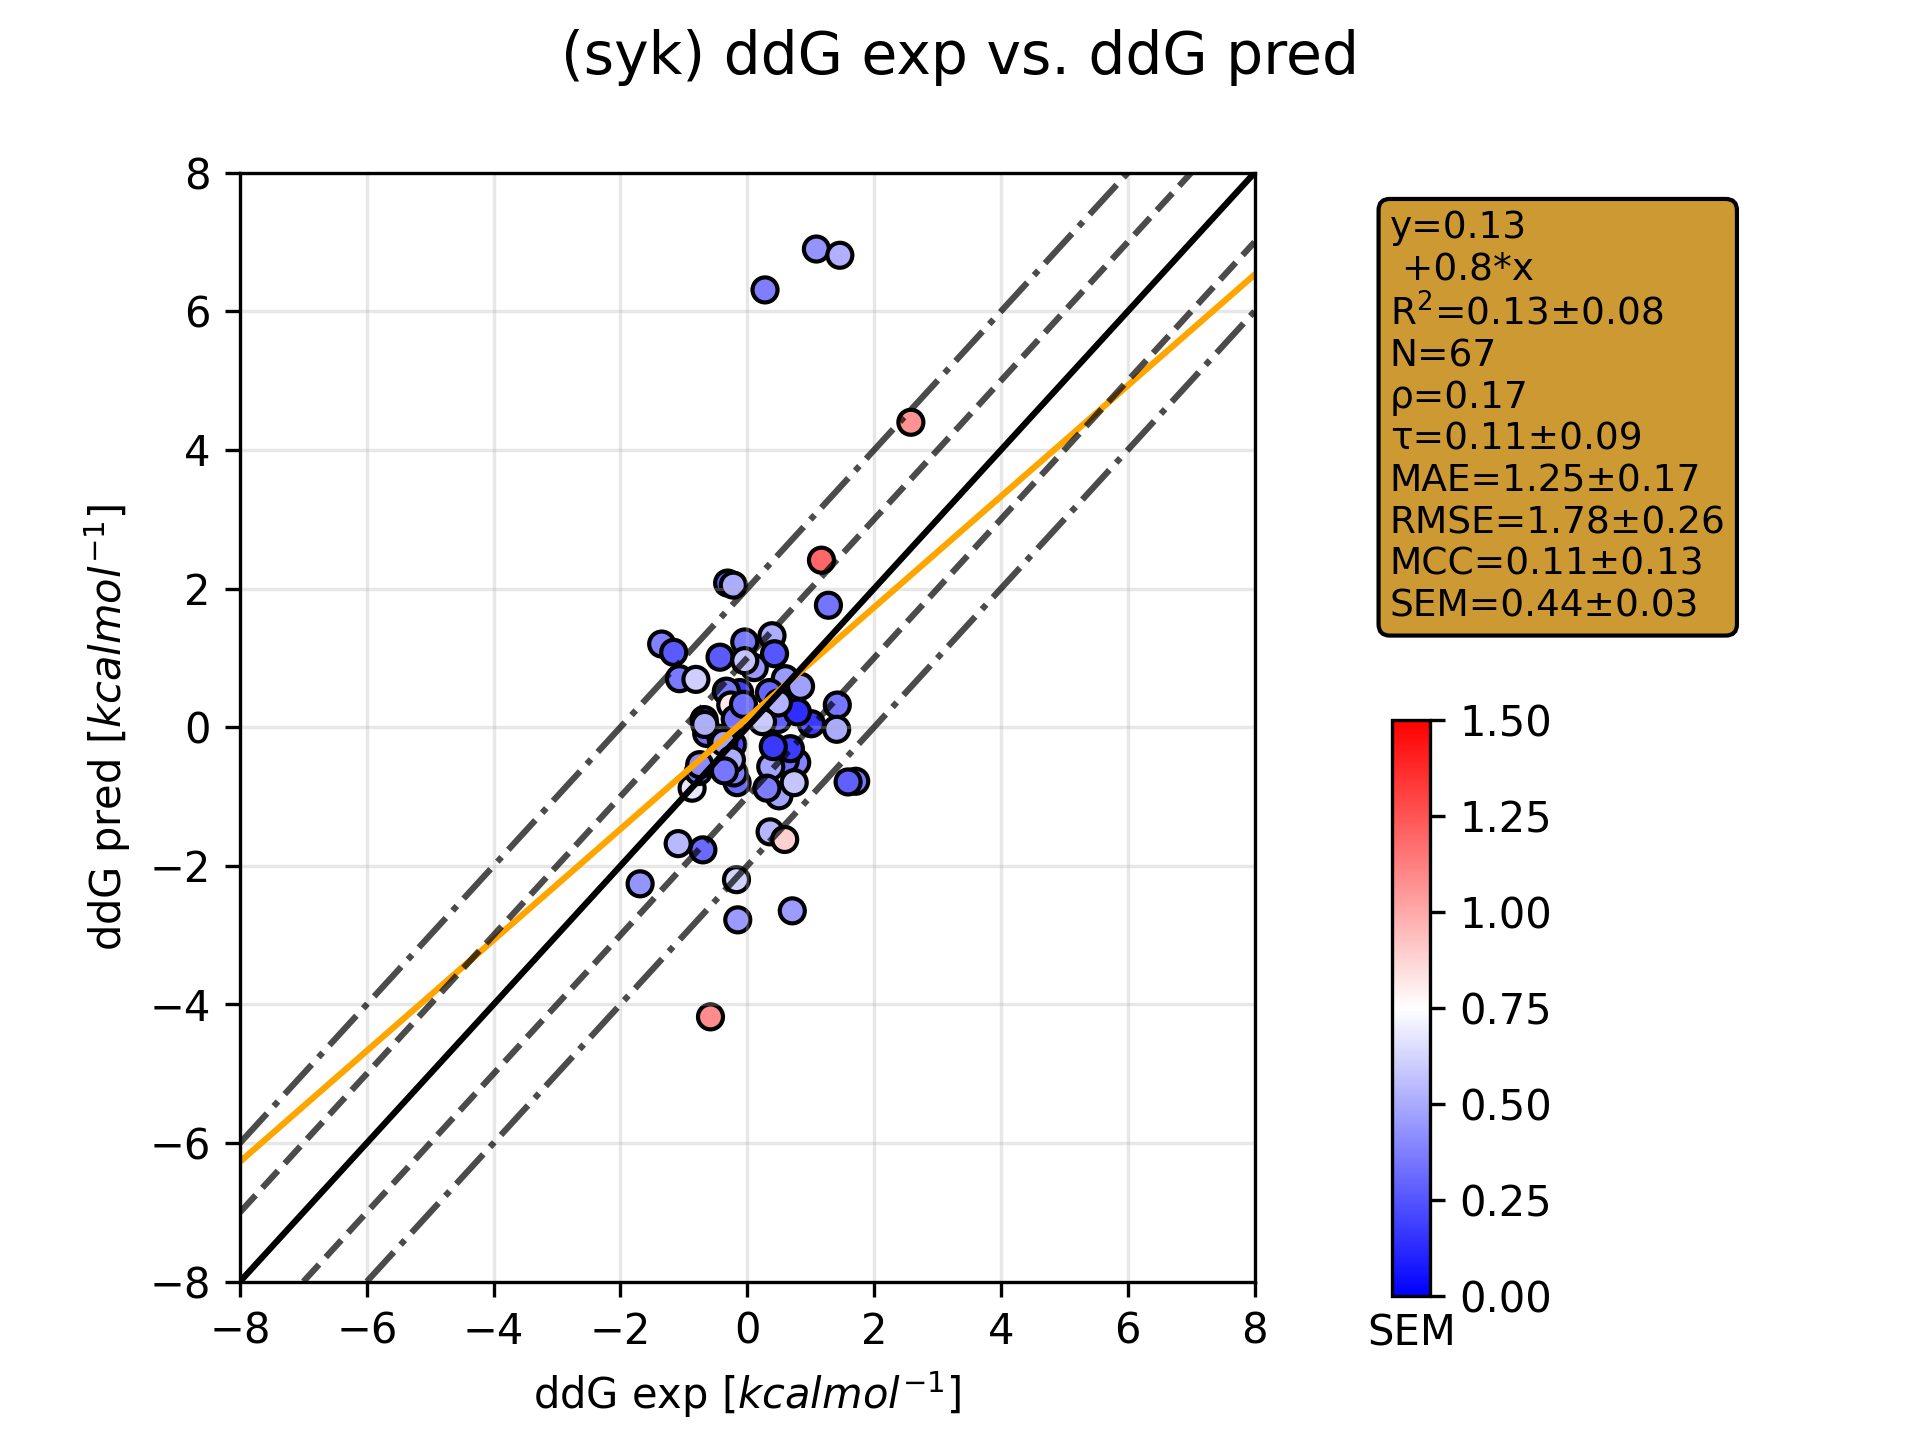 (syk) ddG exp vs. ddG pred
8
6
4
2
0
−2
−4
−6
−8
−8 −6 −4 −2 0 2 4 6 8
ddG pred [kcalmol⁻¹]
ddG exp [kcalmol⁻¹]
y=0.13
+0.8*x
R²=0.13±0.08
N=67
ρ=0.17
τ=0.11±0.09
MAE=1.25±0.17
RMSE=1.78±0.26
MCC=0.11±0.13
SEM=0.44±0.03
1.50
1.25
1.00
0.75
0.50
0.25
0.00
SEM